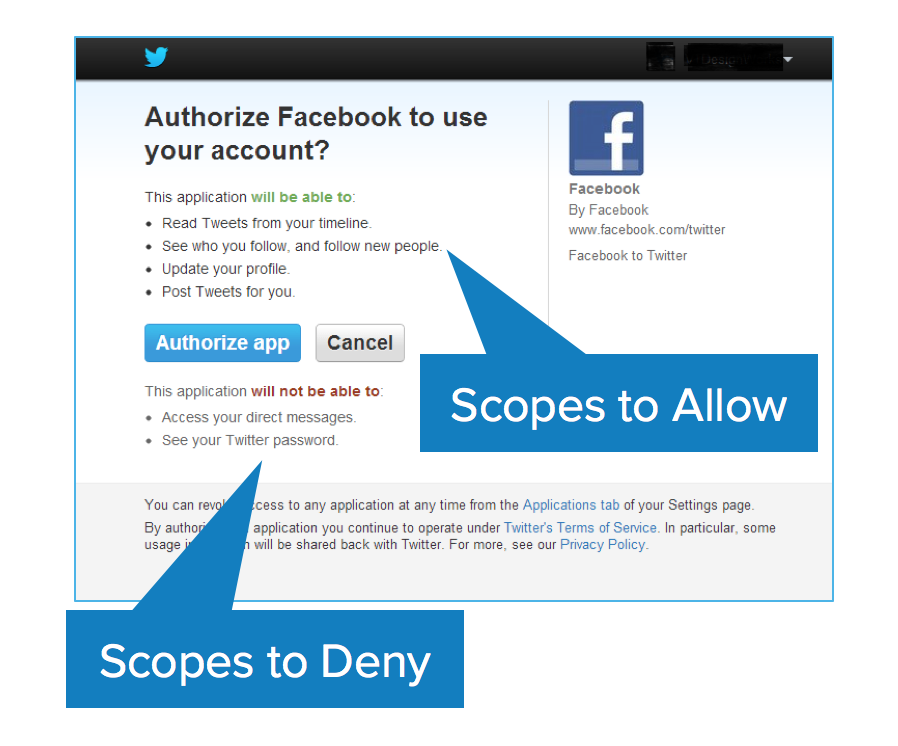 Authorize Facebook to use
your account?
This application will be able to:
• Read Tweets from your timeline.
• See who you follow, and follow new people.
• Update your profile.
• Post Tweets for you.
Authorize app
Cancel
This application will not be able to:
• Access your direct messages.
• See your Twitter password.
Facebook
By Facebook
www.facebook.com/twitter
Facebook to Twitter
Scopes to Allow
You can access to any application at any time from the Applications tab of your Settings page.
By application you continue to operate under Twitter's Terms of Service. In particular, some
usage will be shared back with Twitter. For more, see our Privacy Policy.
Scopes to Deny